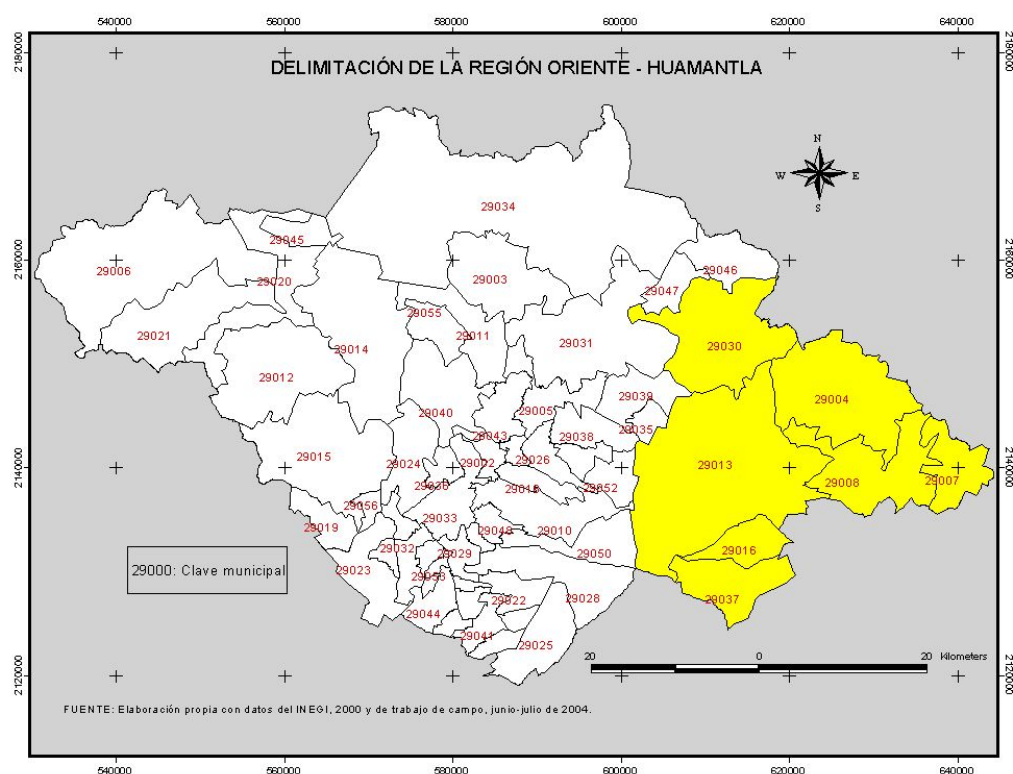 540000 560000 580000 600000 620000 640000
2180000 2180000
DELIMITACIÓN DE LA REGIÓN ORIENTE - HUAMANTLA
N
W E
S
29034
29045
2160000 2160000
29006 29003 29046
29020 29047
29055
29021 29011 29031 29030
29014
29012
29039 29004
29040 29005
29043 29038 29035
2140000 2140000
29015 29024 29002 29026 29013
29036 29018 29052 29008 29007
29056
29019 29033 29048 29010
29032 29029 29050 29016
29000: Clave municipal
29023 29053
29022 29028 29037
29044
29041 29025
20 0 20 Kilometers
2120000 2120000
FUENTE: Elaboración propia con datos del INEGI, 2000 y de trabajo de campo, junio-julio de 2004.
540000 560000 580000 600000 620000 640000